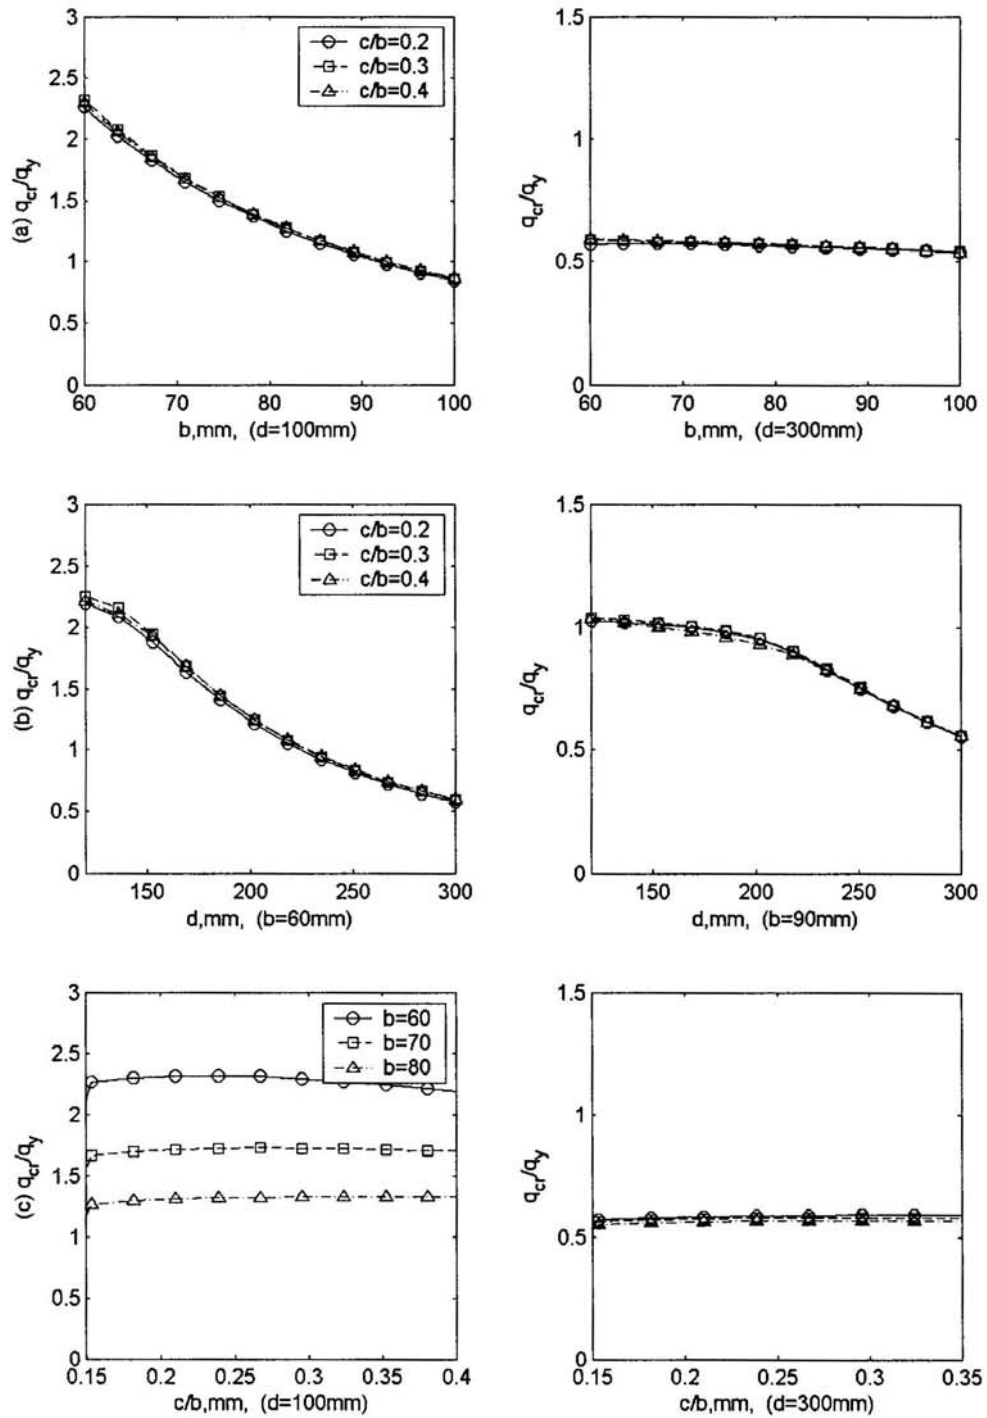 3
2.5
2
1.5
1
0.5
0
(a) q_cr/q_y
c/b=0.2
c/b=0.3
c/b=0.4
60 70 80 90 100
b,mm, (d=100mm)
1.5
1
0.5
0
q_cr/q_y
60 70 80 90 100
b,mm, (d=300mm)
3
2.5
2
1.5
1
0.5
0
(b) q_cr/q_y
c/b=0.2
c/b=0.3
c/b=0.4
150 200 250 300
d,mm, (b=60mm)
1.5
1
0.5
0
q_cr/q_y
150 200 250 300
d,mm, (b=90mm)
3
2.5
2
1.5
1
0.5
0
(c) q_cr/q_y
b=60
b=70
b=80
0.15 0.2 0.25 0.3 0.35 0.4
c/b,mm, (d=100mm)
1.5
1
0.5
0
q_cr/q_y
0.15 0.2 0.25 0.3 0.35
c/b,mm, (d=300mm)